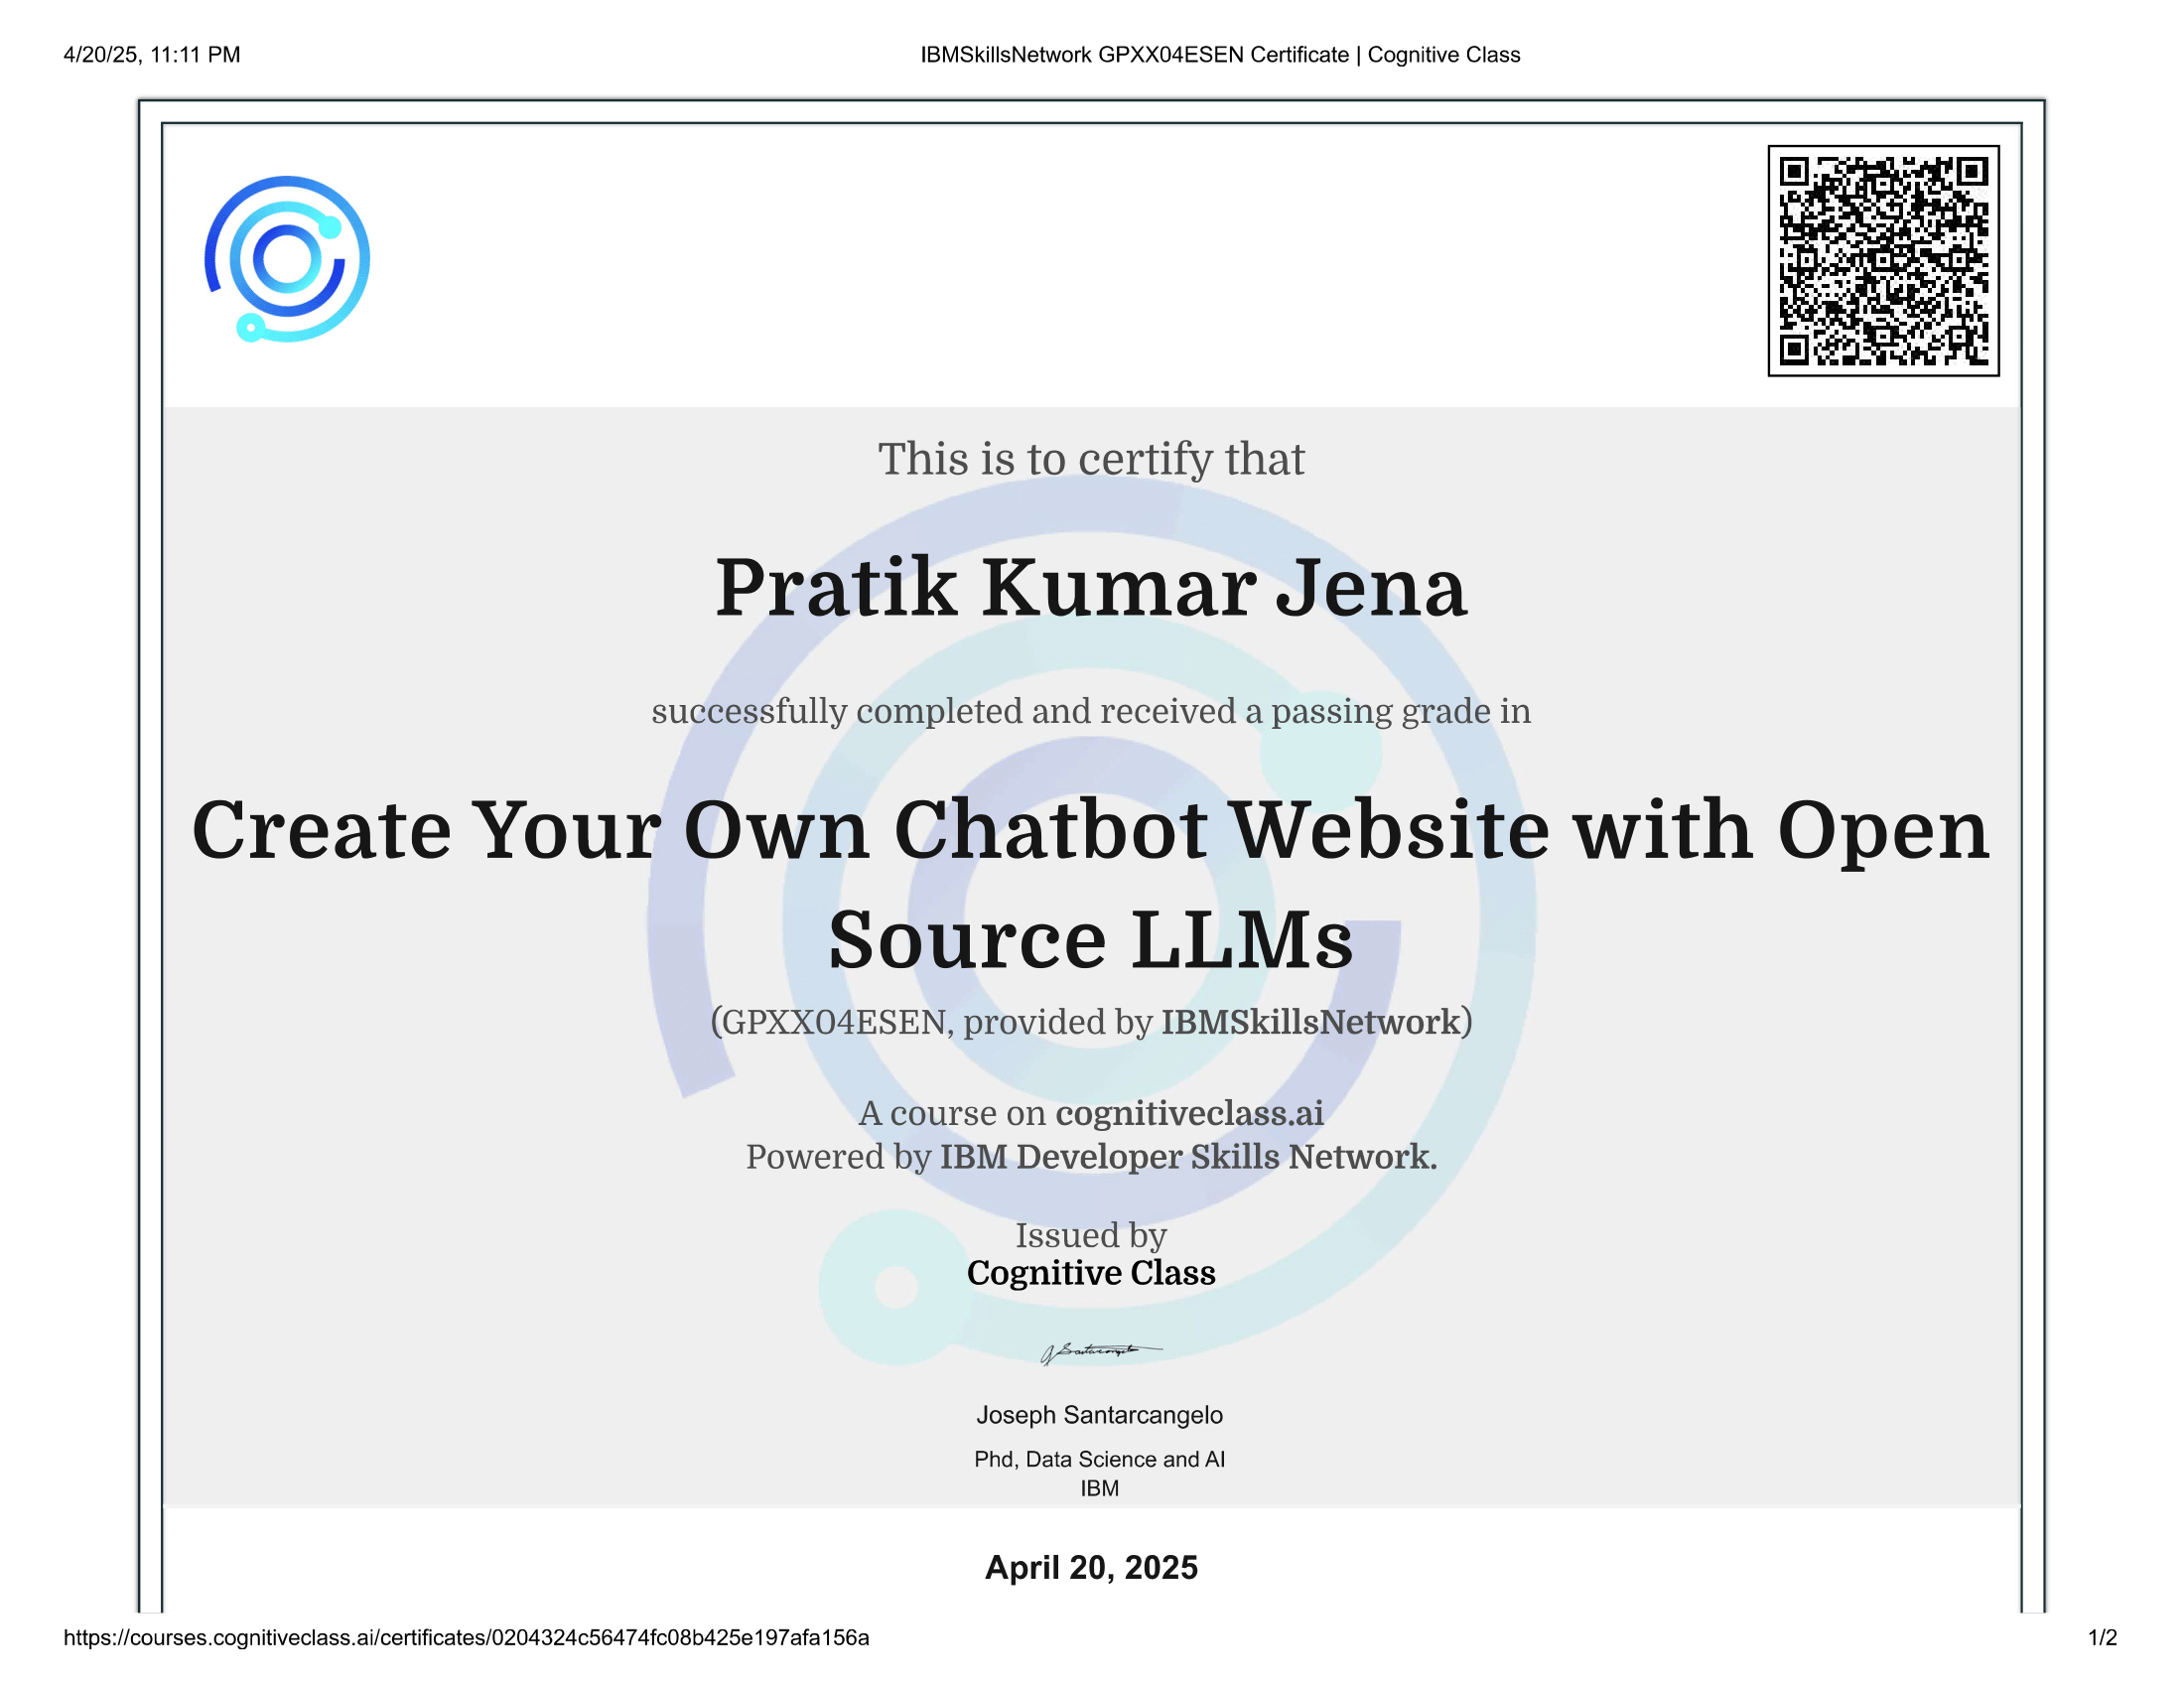 4/20/25, 11:11 PM
IBMSkillsNetwork GPXX04ESEN Certificate | Cognitive Class
This is to certify that
Pratik Kumar Jena
successfully completed and received a passing grade in
Create Your Own Chatbot Website with Open
Source LLMs
(GPXX04ESEN, provided by IBMSkillsNetwork)
A course on cognitiveclass.ai
Powered by IBM Developer Skills Network.
Issued by
Cognitive Class
Joseph Santarcangelo
Phd, Data Science and AI
IBM
April 20, 2025
https://courses.cognitiveclass.ai/certificates/0204324c56474fc08b425e197afa156a
1/2